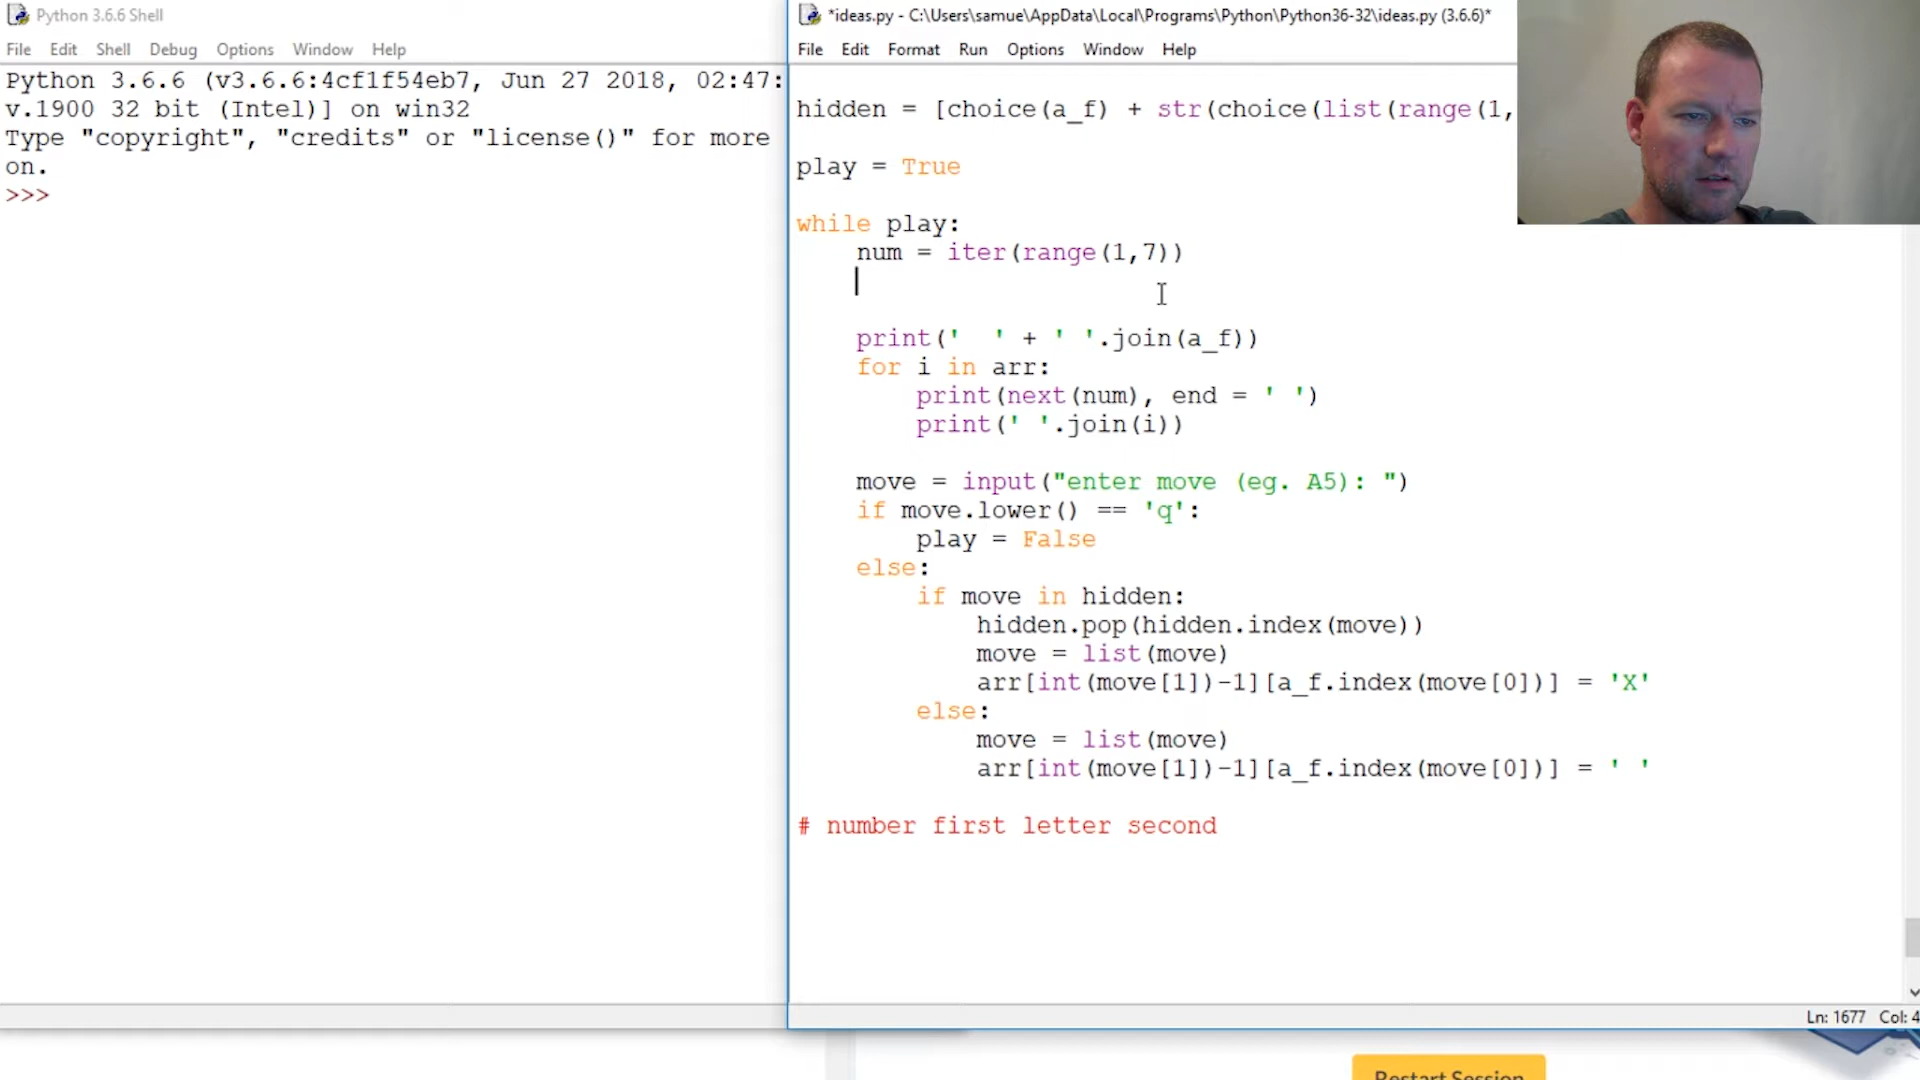 Python 3.6.6 Shell
File Edit Shell Debug Options Window Help
Python 3.6.6 (v3.6.6:4cf1f54eb7, Jun 27 2018, 02:47:
v.1900 32 bit (Intel)] on win32
Type "copyright", "credits" or "license()" for more
on.
>>>
*ideas.py - C:\Users\samue\AppData\Local\Programs\Python\Python36-32\ideas.py (3.6.6)*
File Edit Format Run Options Window Help
hidden = [choice(a_f) + str(choice(list(range(1,
play = True
while play:
    num = iter(range(1,7))
    print('  ' + ' '.join(a_f))
    for i in arr:
        print(next(num), end = ' ')
        print(' '.join(i))
    move = input("enter move (eg. A5): ")
    if move.lower() == 'q':
        play = False
    else:
        if move in hidden:
            hidden.pop(hidden.index(move))
            move = list(move)
            arr[int(move[1])-1][a_f.index(move[0])] = 'X'
        else:
            move = list(move)
            arr[int(move[1])-1][a_f.index(move[0])] = ' '
# number first letter second
Ln: 1677 Col: 4
Restart Session